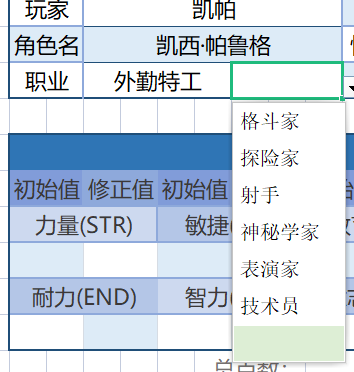 玩家 凯帕
角色名 凯西·帕鲁格
职业 外勤特工
格斗家
探险家
射手
神秘学家
表演家
技术员
初始值 修正值 初始值
力量(STR) 敏捷(
耐力(END) 智力(
总点数: